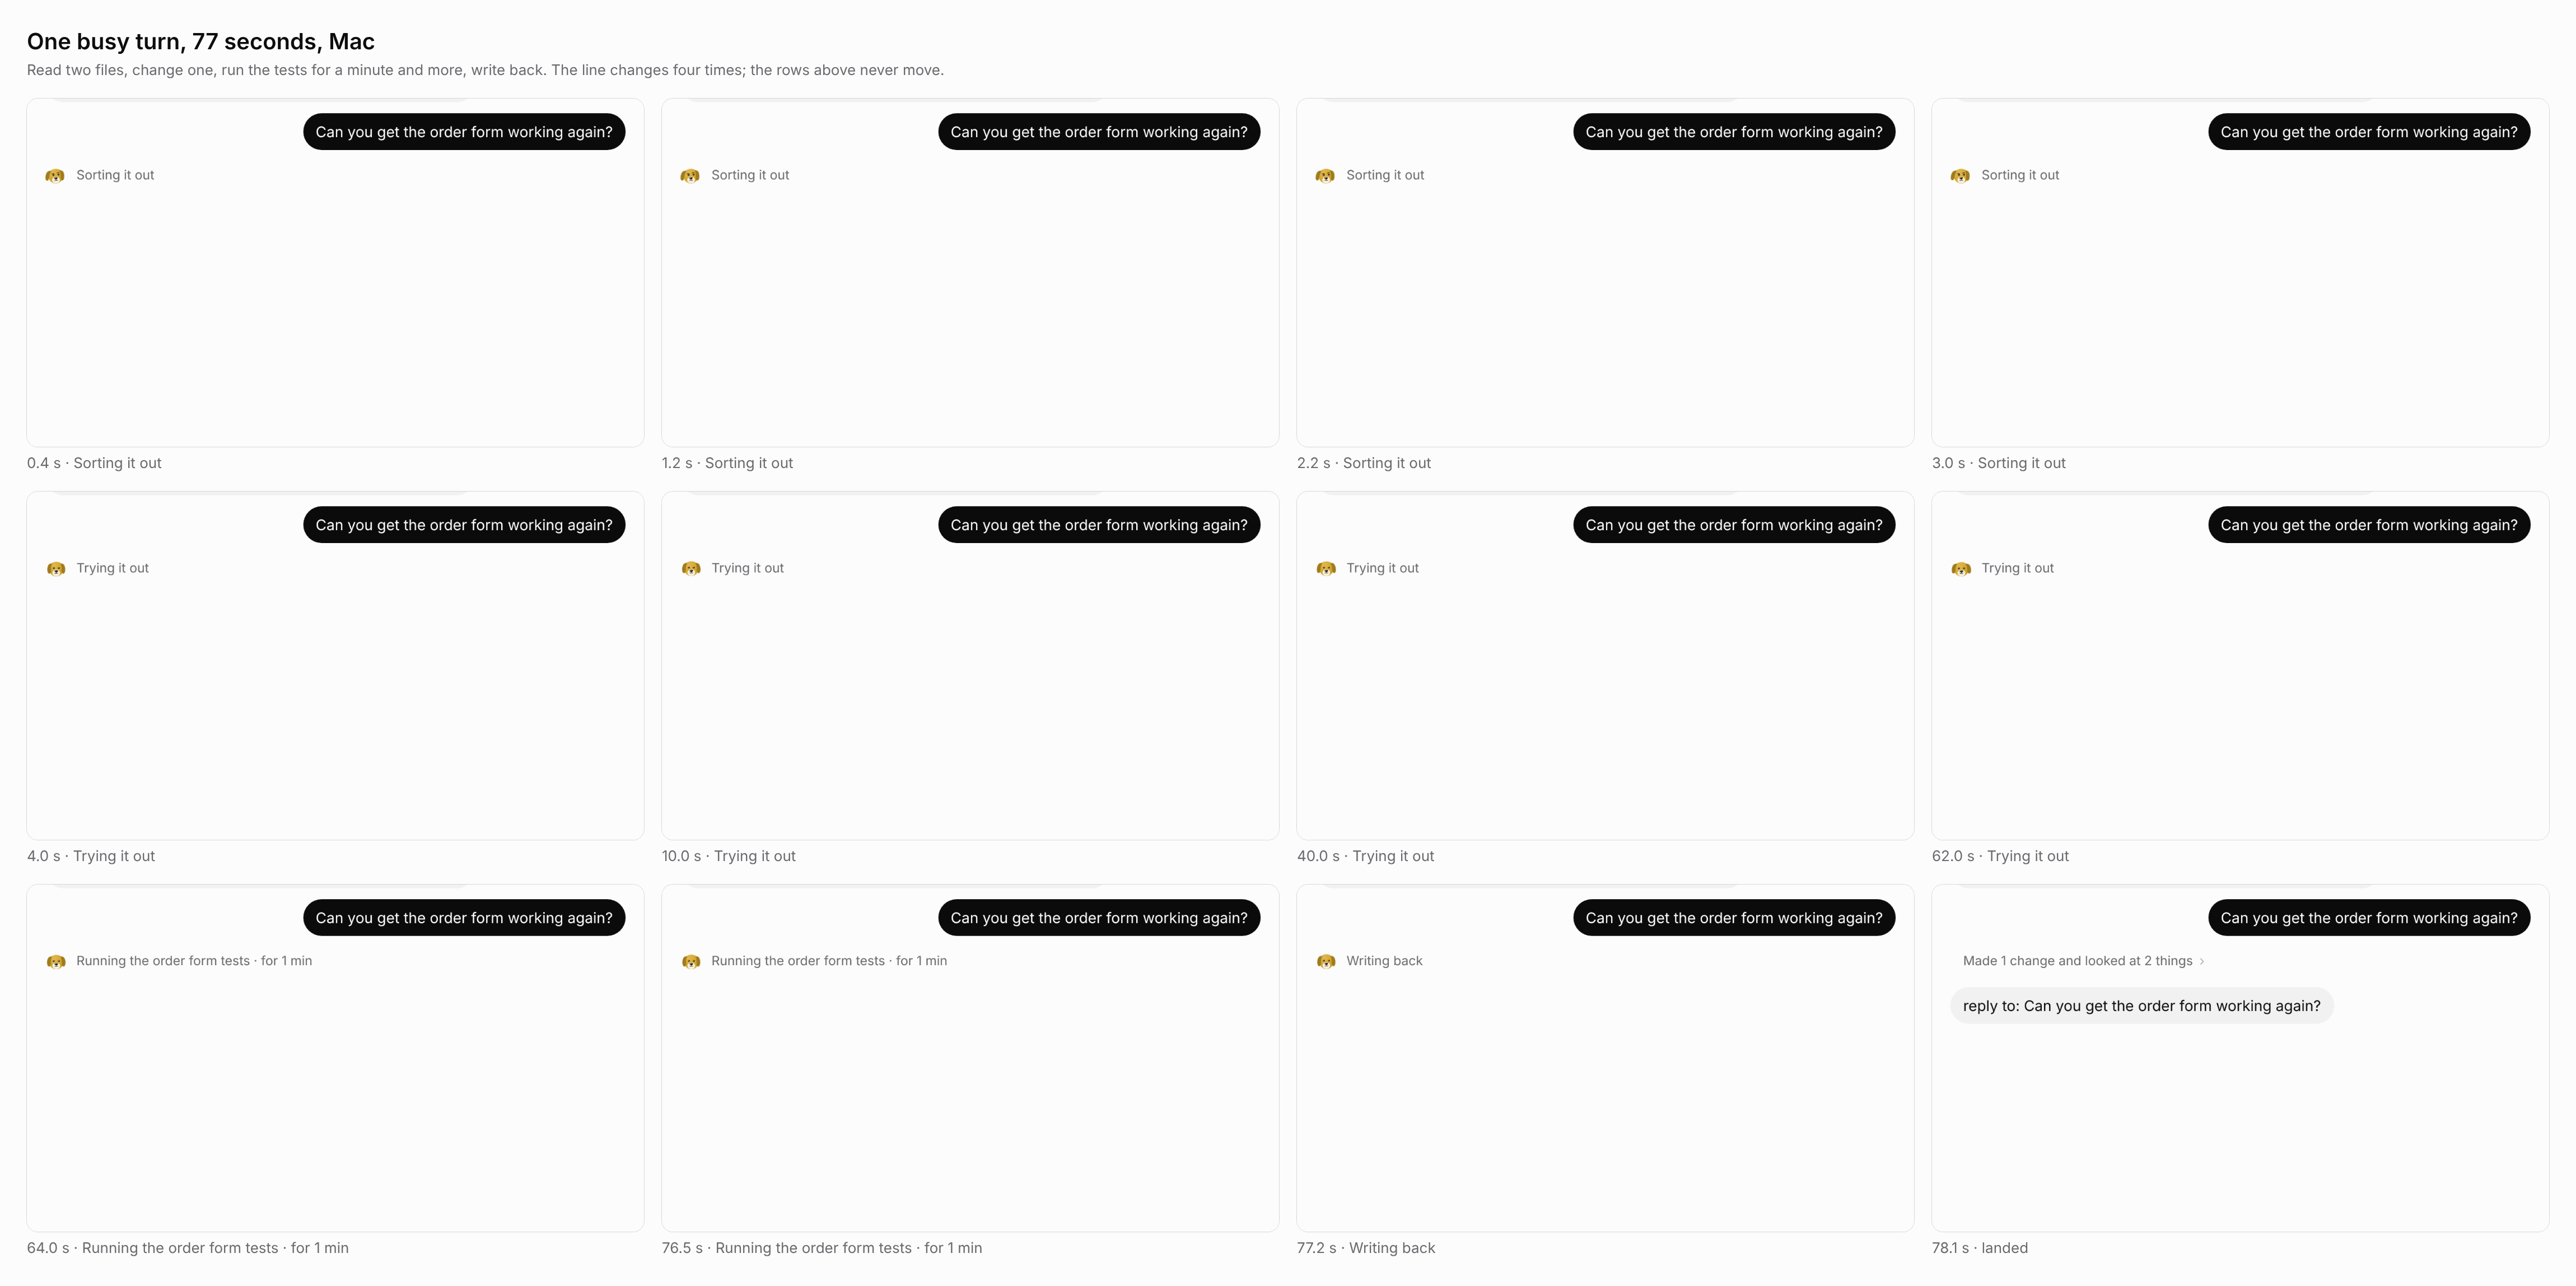 One busy turn, 77 seconds, Mac
Read two files, change one, run the tests for a minute and more, write back. The line changes four times; the rows above never move.
Can you get the order form working again?
Sorting it out
0.4 s · Sorting it out
Can you get the order form working again?
Sorting it out
1.2 s · Sorting it out
Can you get the order form working again?
Sorting it out
2.2 s · Sorting it out
Can you get the order form working again?
Sorting it out
3.0 s · Sorting it out
Can you get the order form working again?
Trying it out
4.0 s · Trying it out
Can you get the order form working again?
Trying it out
10.0 s · Trying it out
Can you get the order form working again?
Trying it out
40.0 s · Trying it out
Can you get the order form working again?
Trying it out
62.0 s · Trying it out
Can you get the order form working again?
Running the order form tests · for 1 min
64.0 s · Running the order form tests · for 1 min
Can you get the order form working again?
Running the order form tests · for 1 min
76.5 s · Running the order form tests · for 1 min
Can you get the order form working again?
Writing back
77.2 s · Writing back
Can you get the order form working again?
Made 1 change and looked at 2 things ›
reply to: Can you get the order form working again?
78.1 s · landed